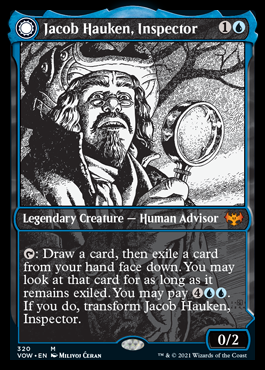 Jacob Hauken, Inspector 1
Legendary Creature — Human Advisor
: Draw a card, then exile a card
from your hand face down. You may
look at that card for as long as it
remains exiled. You may pay 4.
If you do, transform Jacob Hauken,
Inspector.
0/2
320 M
VOW • EN MILIVOJ ĆERAN
™ & © 2021 Wizards of the Coast